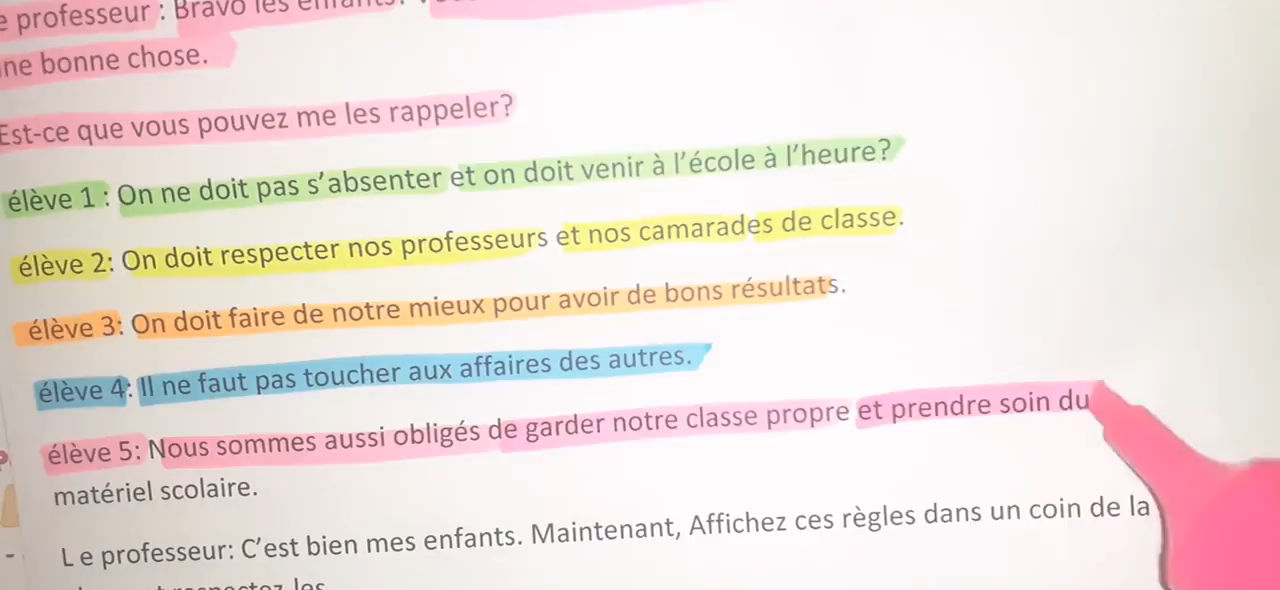 e professeur : Bravo les enfants!
ne bonne chose.
Est-ce que vous pouvez me les rappeler?
élève 1 : On ne doit pas s'absenter et on doit venir à l'école à l'heure?
élève 2: On doit respecter nos professeurs et nos camarades de classe.
élève 3: On doit faire de notre mieux pour avoir de bons résultats.
élève 4: Il ne faut pas toucher aux affaires des autres.
élève 5: Nous sommes aussi obligés de garder notre classe propre et prendre soin du
matériel scolaire.
- L e professeur: C'est bien mes enfants. Maintenant, Affichez ces règles dans un coin de la
respectez les